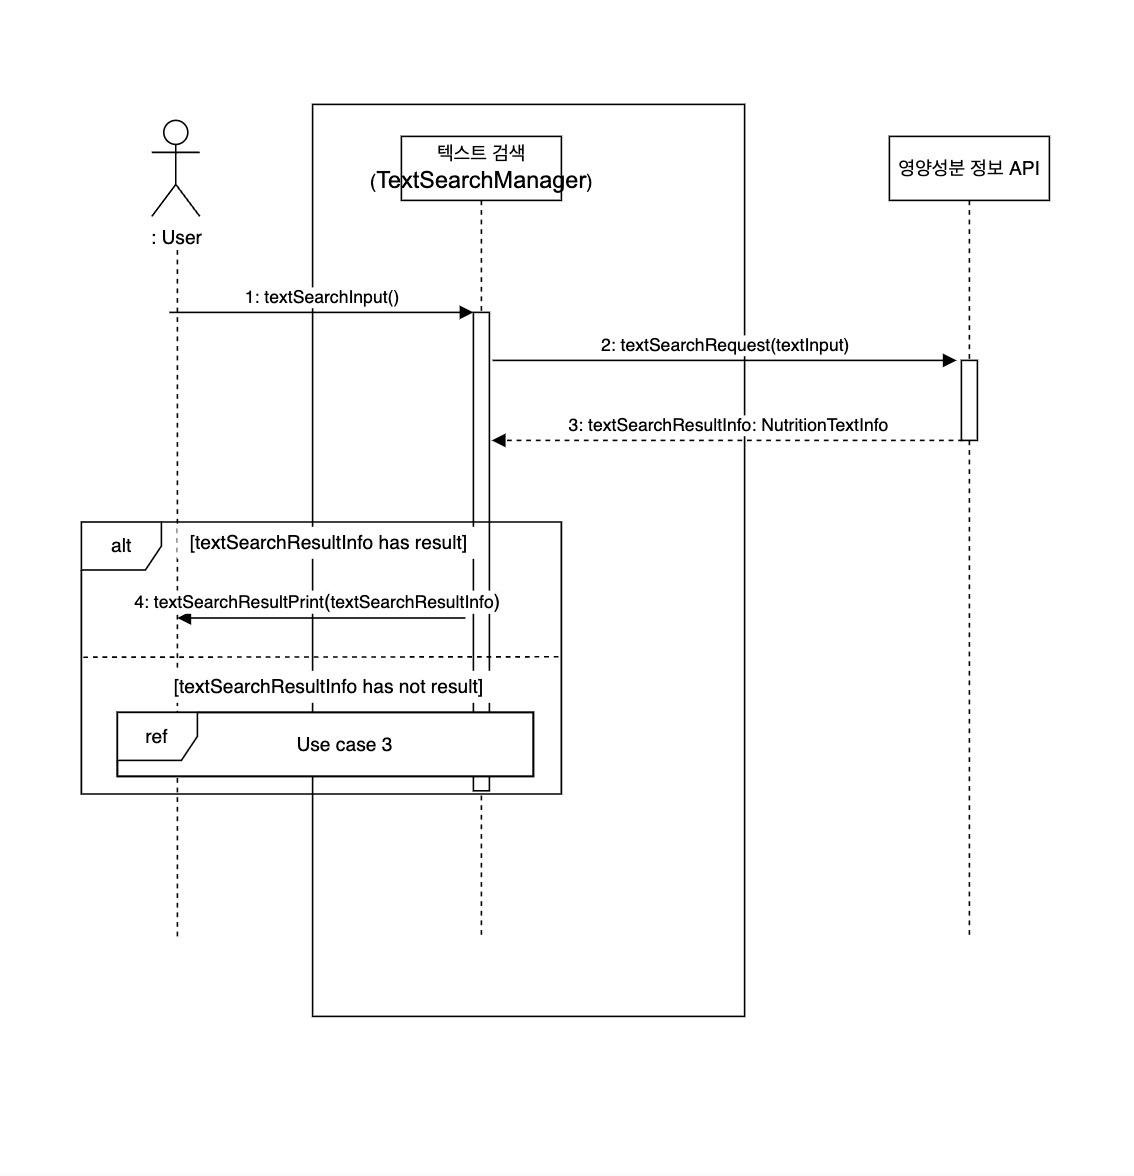 텍스트 검색
(TextSearchManager)
영양성분 정보 API
: User
1: textSearchInput()
2: textSearchRequest(textInput)
3: textSearchResultInfo: NutritionTextInfo
alt
[textSearchResultInfo has result]
4: textSearchResultPrint(textSearchResultInfo)
[textSearchResultInfo has not result]
ref
Use case 3